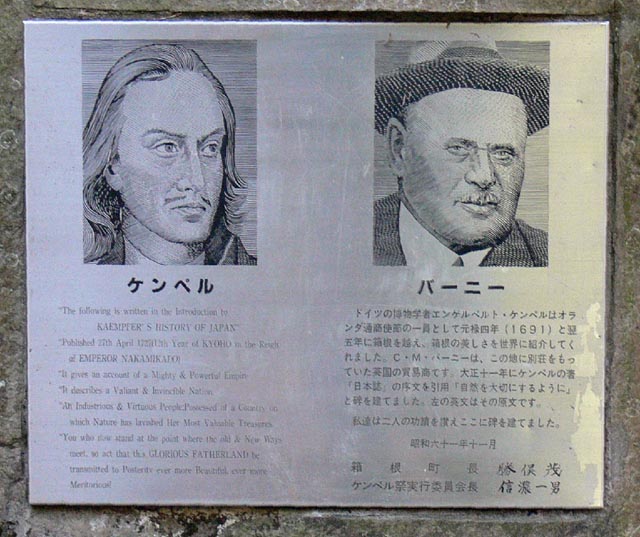 ケンペル
バーニー
"The following is written in the Introduction to
KAEMPFER'S HISTORY OF JAPAN"
"Published 27th April 1727(12th Year of KYOHO in the Reign
of EMPEROR NAKAMIKADO)
"It gives an account of a Mighty & Powerful Empire
"It describes a Valiant & Invincible Nation
"An Industrious & Virtuous People;Possessed of a Country on
which Nature has lavished Her Most Valuable Treasures
"You who now stand at the point where the old & New Ways
meet, so act that this GLORIOUS FATHERLAND be
transmitted to Posterity ever more Beautiful, ever more
Meritorious!
ドイツの博物学者エンゲルベルト・ケンペルはオラ
ンダ通商使節の一員として元禄四年(1691)と翌
五年に箱根を越え、箱根の美しさを世界に紹介してく
れました。C・M・バーニーは、この地に別荘をもっ
ていた英国の貿易商です。大正十一年にケンペルの著
「日本誌」の序文を引用「自然を大切にするように」
と碑を建てました。左の英文はその原文です。
私達は二人の功績を讃えここに碑を建てました。
昭和六十一年十一月
箱根町長 勝俣茂
ケンペル祭実行委員会長 信濃一男